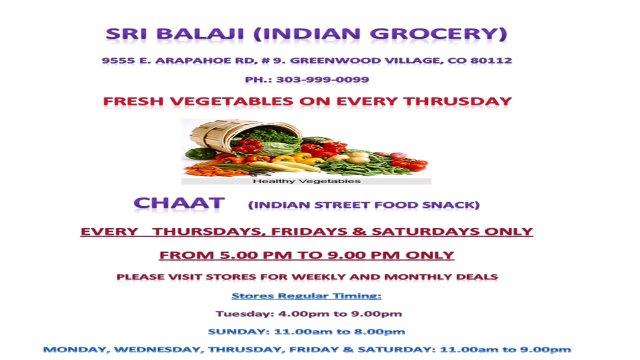 SRI BALAJI (INDIAN GROCERY)
9555 E. ARAPAHOE RD, # 9. GREENWOOD VILLAGE, CO 80112
PH.: 303-999-0099
FRESH VEGETABLES ON EVERY THRUSDAY
Healthy Vegetables
CHAAT (INDIAN STREET FOOD SNACK)
EVERY THURSDAYS, FRIDAYS & SATURDAYS ONLY
FROM 5.00 PM TO 9.00 PM ONLY
PLEASE VISIT STORES FOR WEEKLY AND MONTHLY DEALS
Stores Regular Timing:
Tuesday: 4.00pm to 9.00pm
SUNDAY: 11.00am to 8.00pm
MONDAY, WEDNESDAY, THRUSDAY, FRIDAY & SATURDAY: 11.00am to 9.00pm